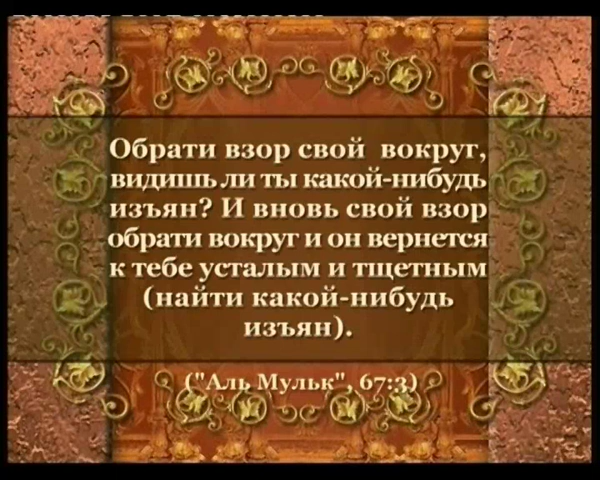 Обрати взор свой вокруг,
видишь ли ты какой-нибудь
изъян? И вновь свой взор
обрати вокруг и он вернется
к тебе усталым и тщетным
(найти какой-нибудь
изъян).
("Аль Мульк", 67:3)